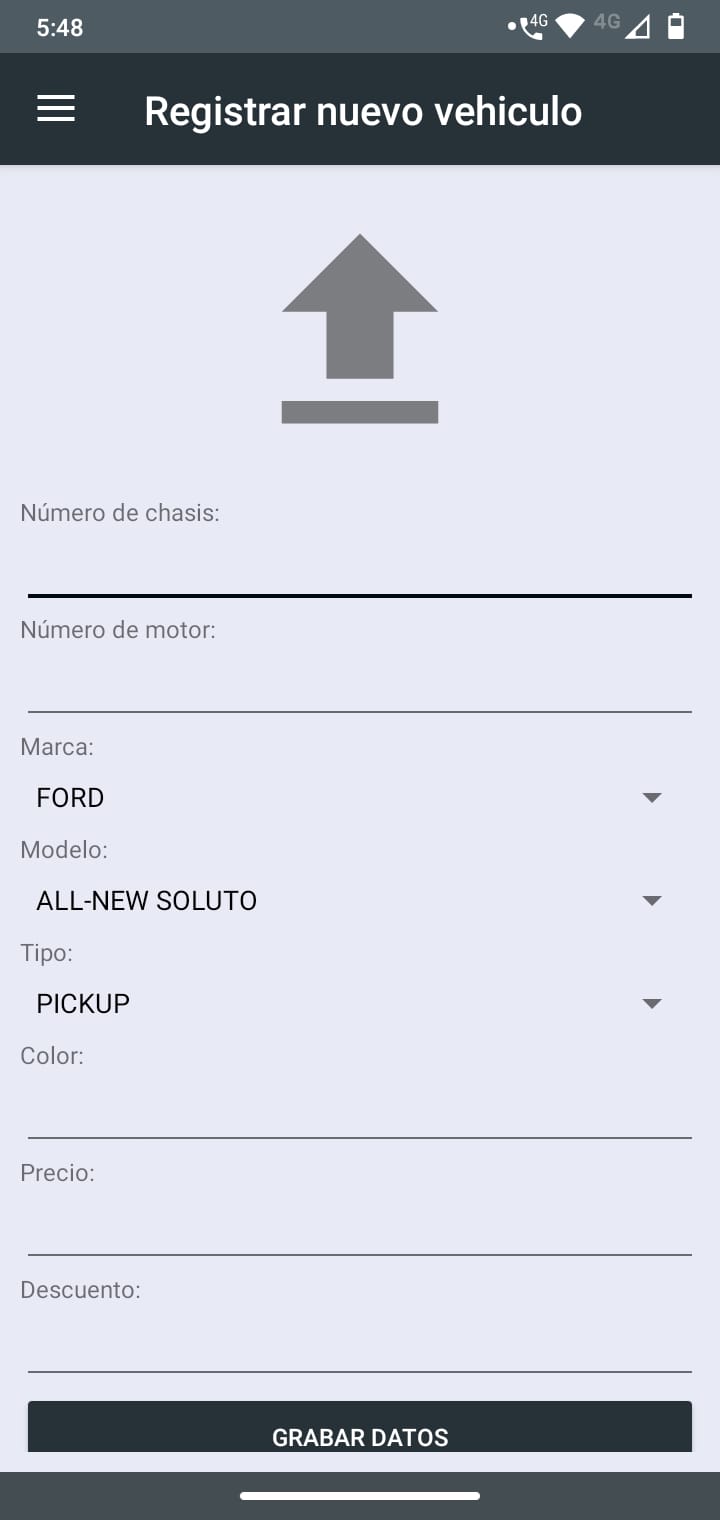 5:48
4G
4G
Registrar nuevo vehiculo
Número de chasis:
Número de motor:
Marca:
FORD
Modelo:
ALL-NEW SOLUTO
Tipo:
PICKUP
Color:
Precio:
Descuento:
GRABAR DATOS